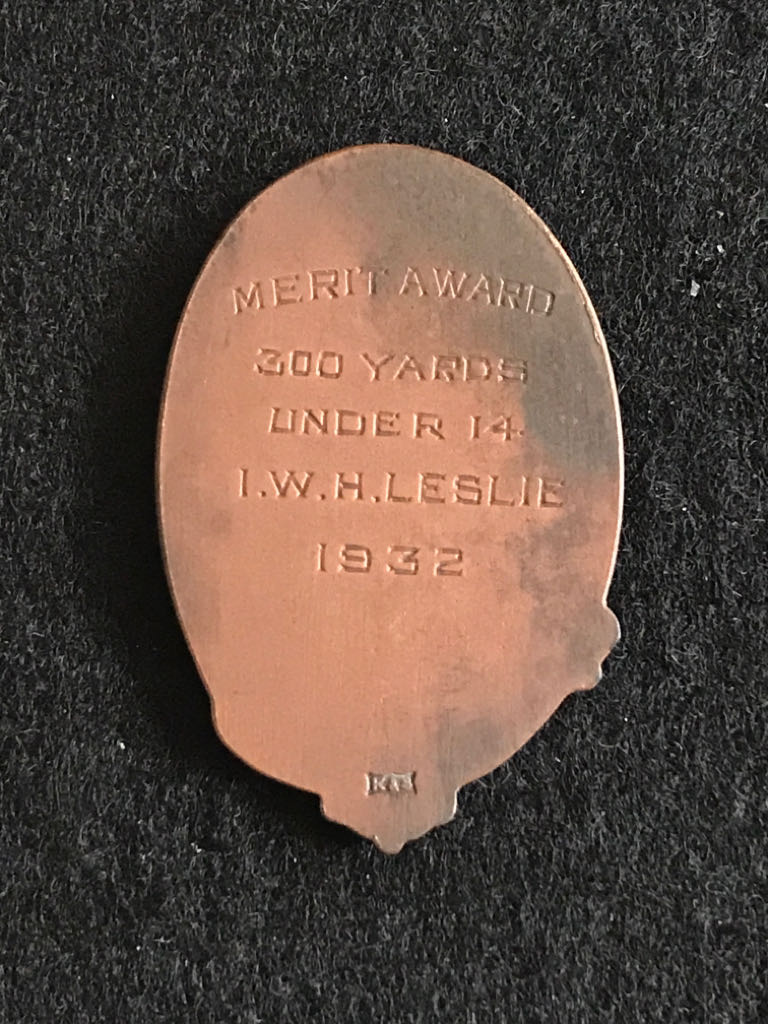 MERIT AWARD
300 YARDS
UNDER 14
I.W.H.LESLIE
1932